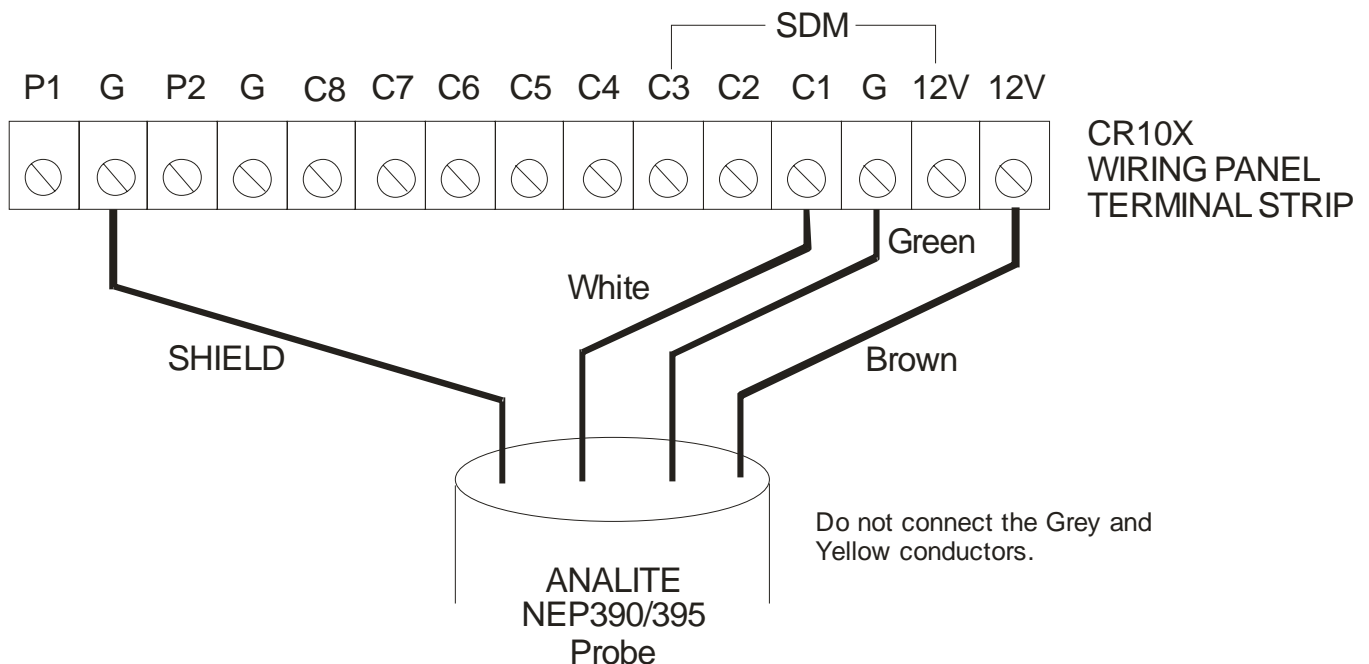 SDM
P1 G P2 G C8 C7 C6 C5 C4 C3 C2 C1 G 12V 12V
CR10X
WIRING PANEL
TERMINAL STRIP
Green
White
SHIELD
Brown
Do not connect the Grey and
Yellow conductors.
ANALITE
NEP390/395
Probe